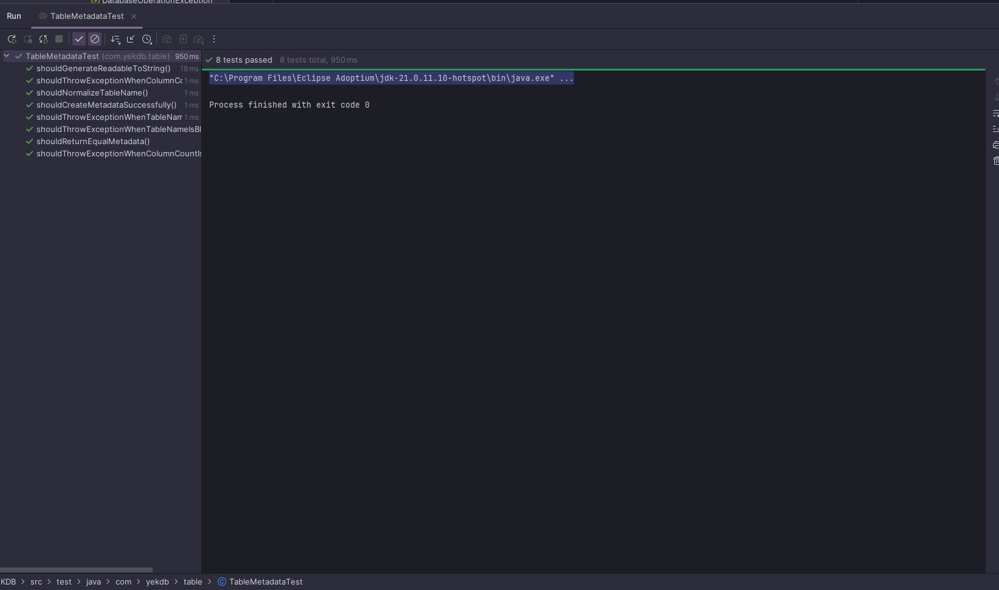 DatabaseOperationException
Run TableMetadataTest
TableMetadataTest (com.yekdb.table) 950 ms
shouldGenerateReadableToString() 18 ms
shouldThrowExceptionWhenColumnCo 1 ms
shouldNormalizeTableName() 1 ms
shouldCreateMetadataSuccessfully() 1 ms
shouldThrowExceptionWhenTableNam 1 ms
shouldThrowExceptionWhenTableNameIsBl
shouldReturnEqualMetadata()
shouldThrowExceptionWhenColumnCountIs
8 tests passed 8 tests total, 950 ms
"C:\Program Files\Eclipse Adoptium\jdk-21.0.11.10-hotspot\bin\java.exe" ...
Process finished with exit code 0
KDB > src > test > java > com > yekdb > table > TableMetadataTest